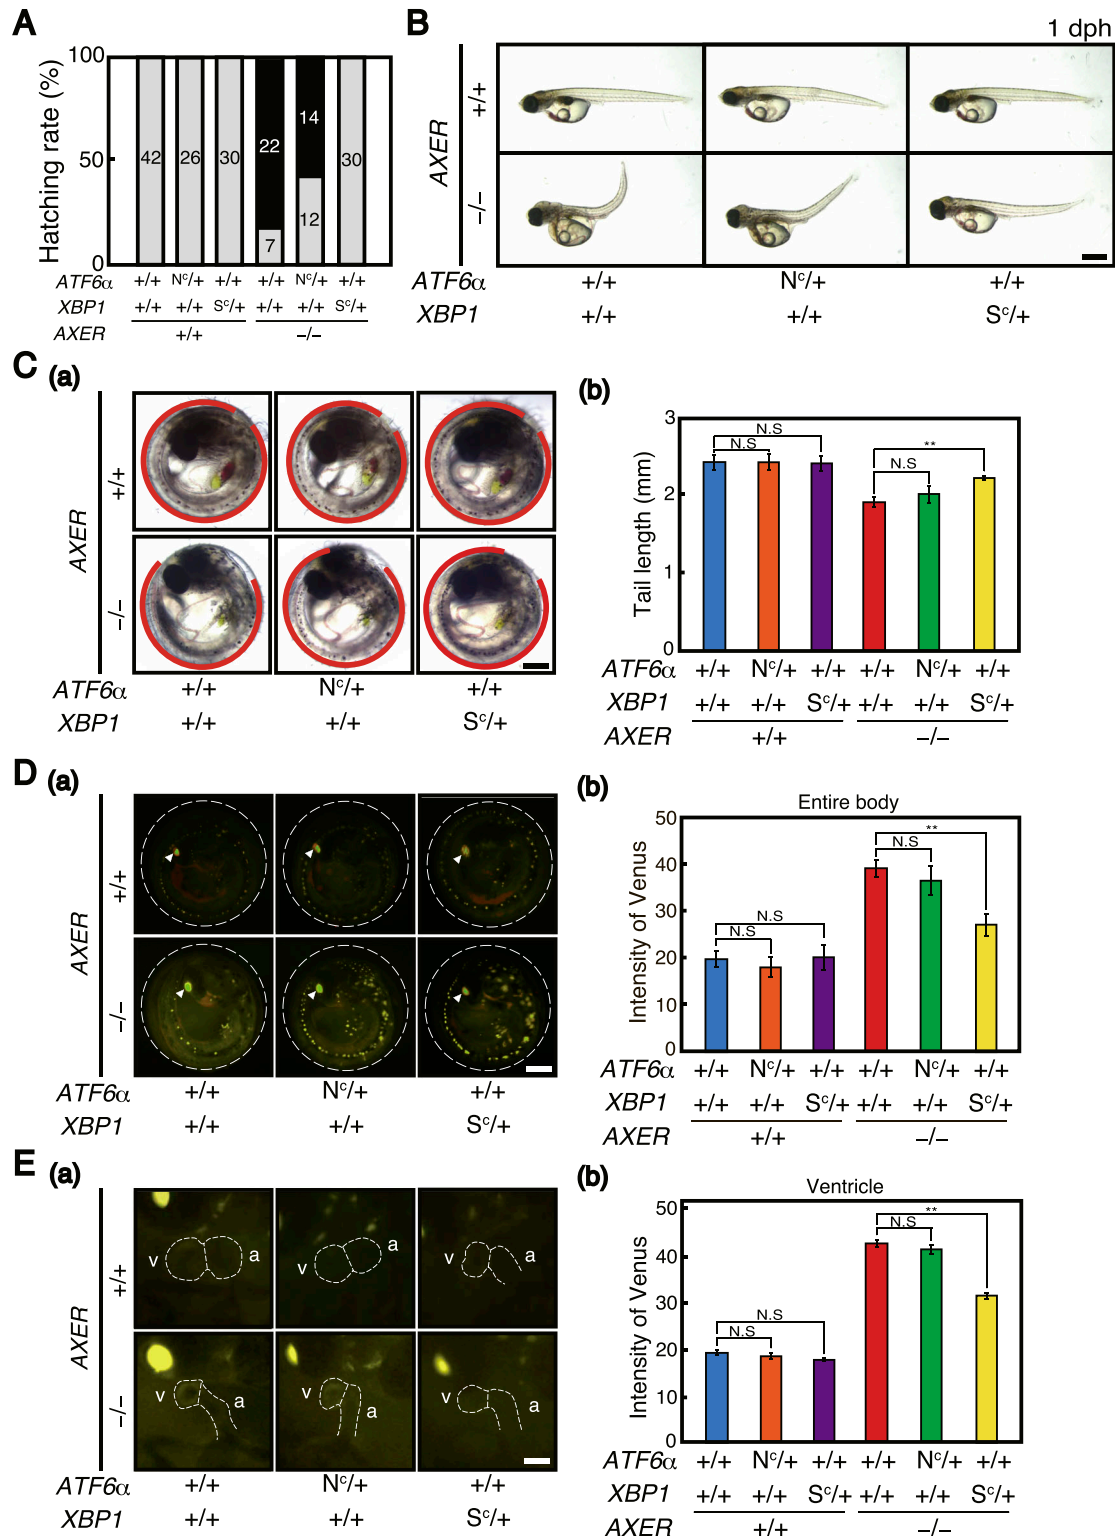 A
Hatching rate (%)
100
50
0
42
26
30
22
7
14
12
30
ATF6α +/+ Nᶜ/+ +/+ +/+ Nᶜ/+ +/+
XBP1 +/+ +/+ Sᶜ/+ +/+ +/+ Sᶜ/+
AXER +/+ –/–
B
1 dph
AXER
+/+
–/–
ATF6α +/+ Nᶜ/+ +/+
XBP1 +/+ +/+ Sᶜ/+
C
(a)
AXER
+/+
–/–
ATF6α +/+ Nᶜ/+ +/+
XBP1 +/+ +/+ Sᶜ/+
(b)
Tail length (mm)
3
2
1
0
N.S
N.S
**
N.S
ATF6α +/+ Nᶜ/+ +/+ +/+ Nᶜ/+ +/+
XBP1 +/+ +/+ Sᶜ/+ +/+ +/+ Sᶜ/+
AXER +/+ –/–
D
(a)
AXER
+/+
–/–
ATF6α +/+ Nᶜ/+ +/+
XBP1 +/+ +/+ Sᶜ/+
(b)
Entire body
Intensity of Venus
50
40
30
20
10
0
N.S
N.S
**
N.S
ATF6α +/+ Nᶜ/+ +/+ +/+ Nᶜ/+ +/+
XBP1 +/+ +/+ Sᶜ/+ +/+ +/+ Sᶜ/+
AXER +/+ –/–
E
(a)
AXER
+/+
–/–
v a
v a
v a
v a
v a
v a
ATF6α +/+ Nᶜ/+ +/+
XBP1 +/+ +/+ Sᶜ/+
(b)
Ventricle
Intensity of Venus
50
40
30
20
10
0
N.S
N.S
**
N.S
ATF6α +/+ Nᶜ/+ +/+ +/+ Nᶜ/+ +/+
XBP1 +/+ +/+ Sᶜ/+ +/+ +/+ Sᶜ/+
AXER +/+ –/–